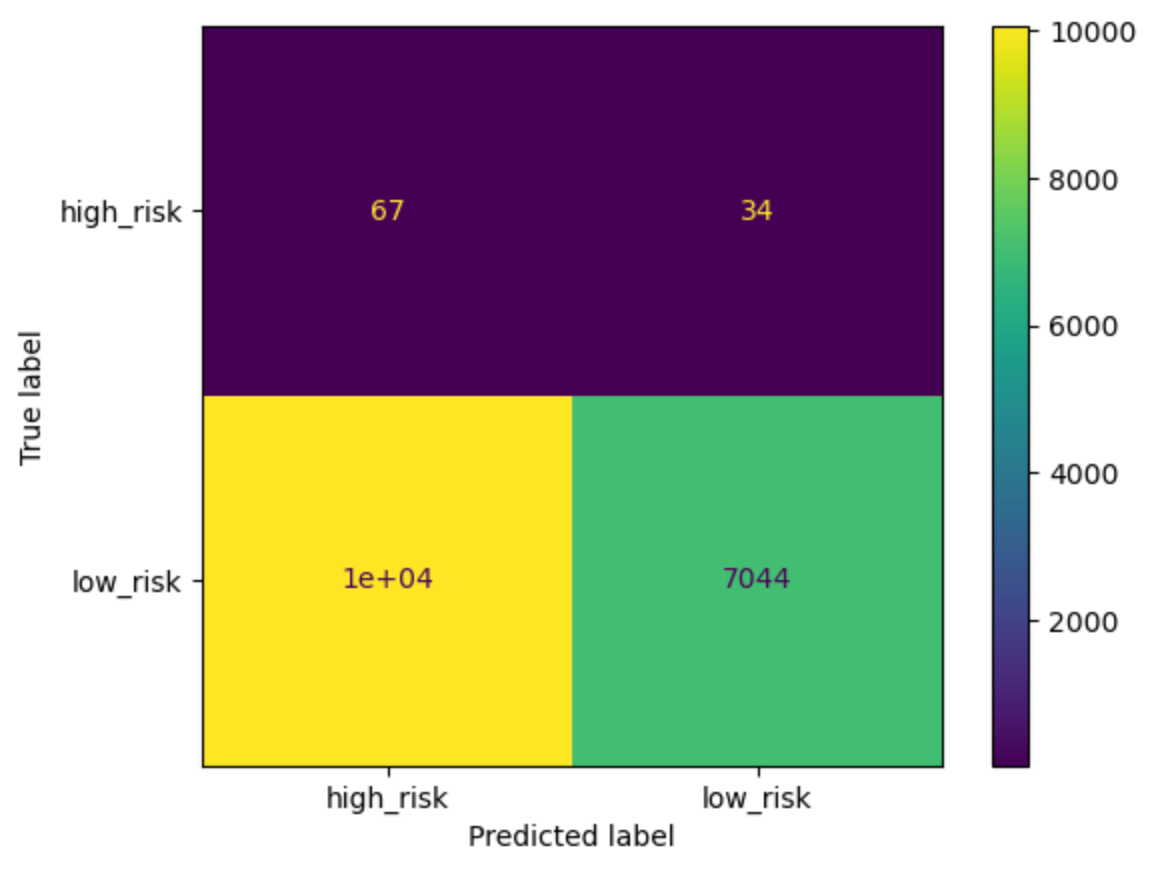 10000
8000
6000
4000
2000
True label
high_risk
67
34
low_risk
1e+04
7044
high_risk
low_risk
Predicted label